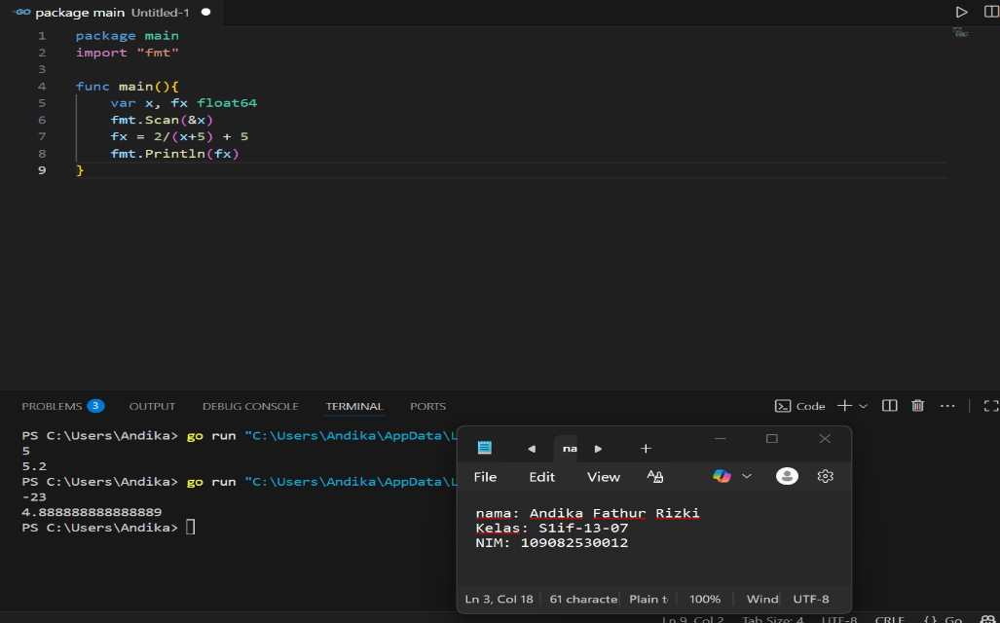 GO package main Untitled-1
1 package main
2 import "fmt"
3
4 func main(){
5 var x, fx float64
6 fmt.Scan(&x)
7 fx = 2/(x+5) + 5
8 fmt.Println(fx)
9 }
PROBLEMS 3 OUTPUT DEBUG CONSOLE TERMINAL PORTS Code
PS C:\Users\Andika> go run "C:\Users\Andika\AppData\L
5
5.2
PS C:\Users\Andika> go run "C:\Users\Andika\AppData\L
-23
4.888888888888889
PS C:\Users\Andika>
na
File Edit View
nama: Andika Fathur Rizki
Kelas: S1if-13-07
NIM: 109082530012
Ln 3, Col 18 61 characte Plain t 100% Wind UTF-8
Ln 9, Col 2 Tab Size: 4 UTF-8 CRLF {} Go